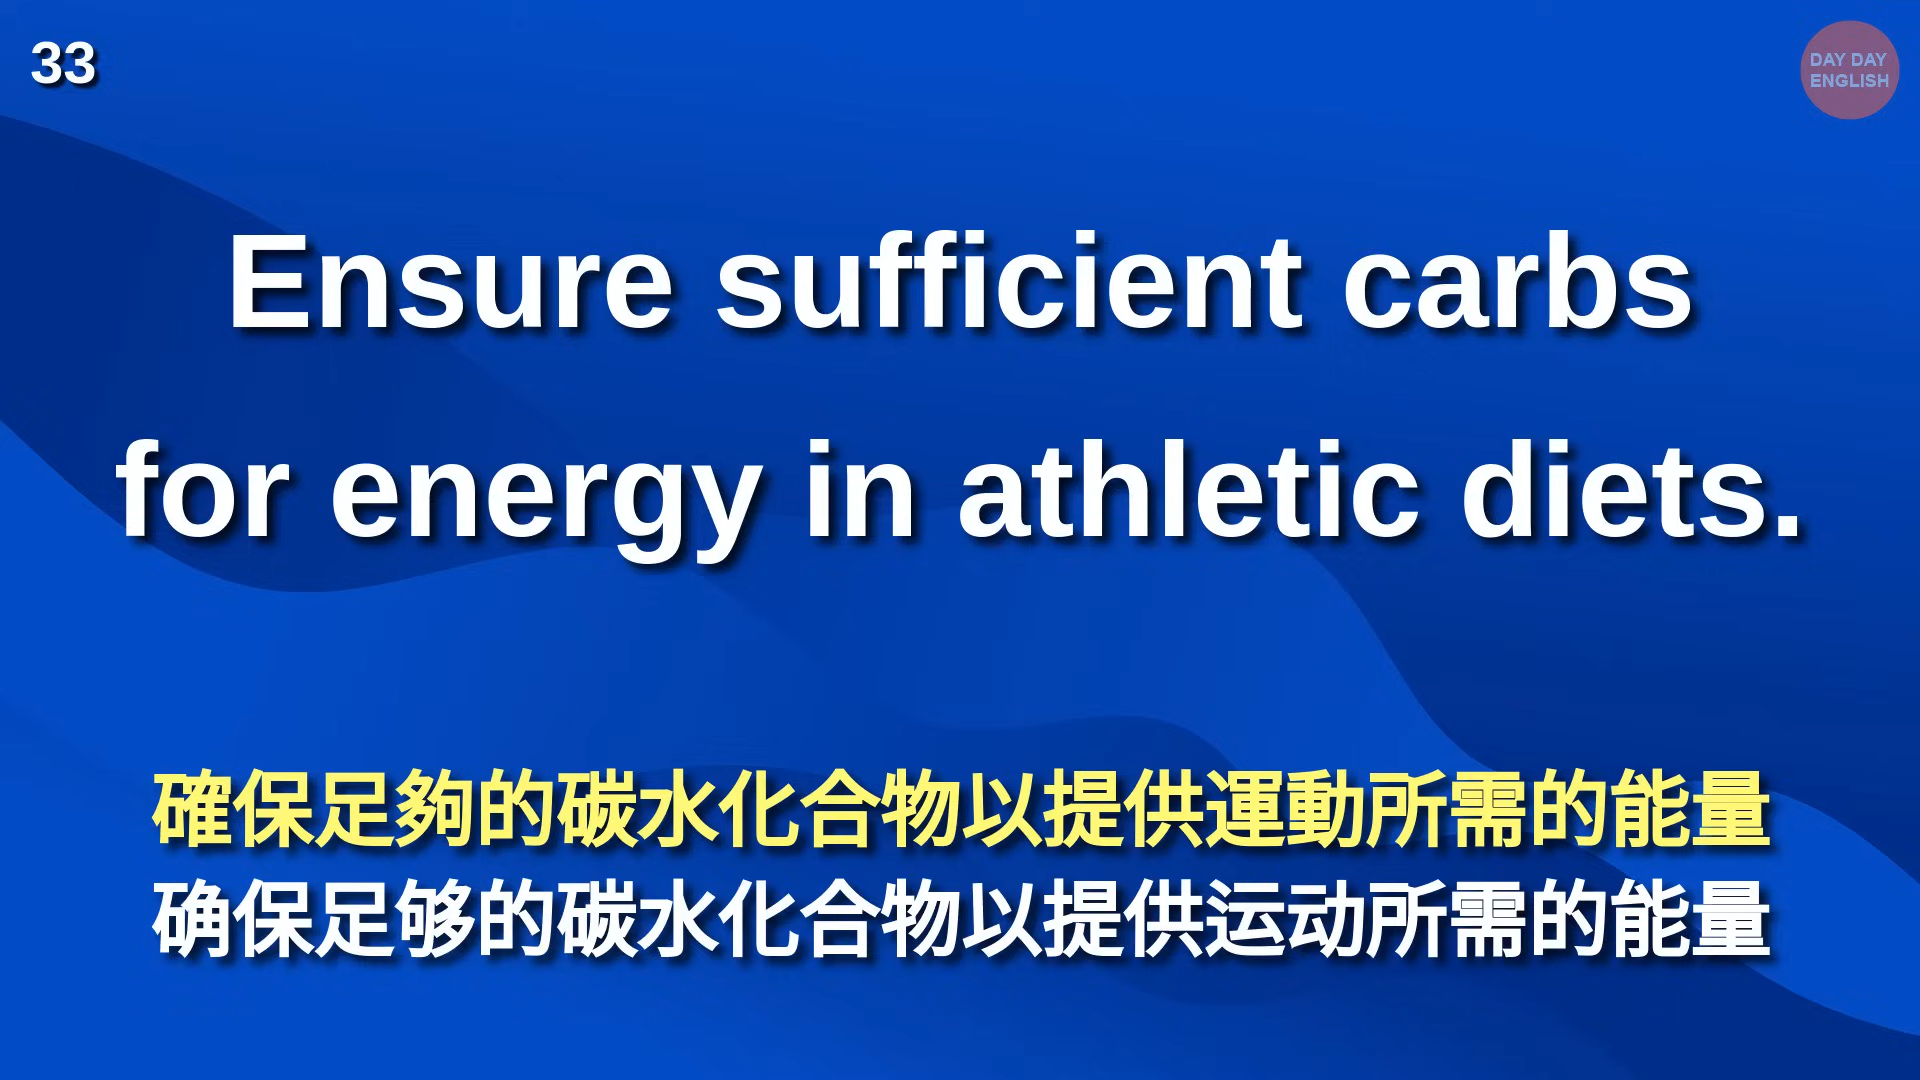 33
DAY DAY
ENGLISH
Ensure sufficient carbs
for energy in athletic diets.
確保足夠的碳水化合物以提供運動所需的能量
确保足够的碳水化合物以提供运动所需的能量